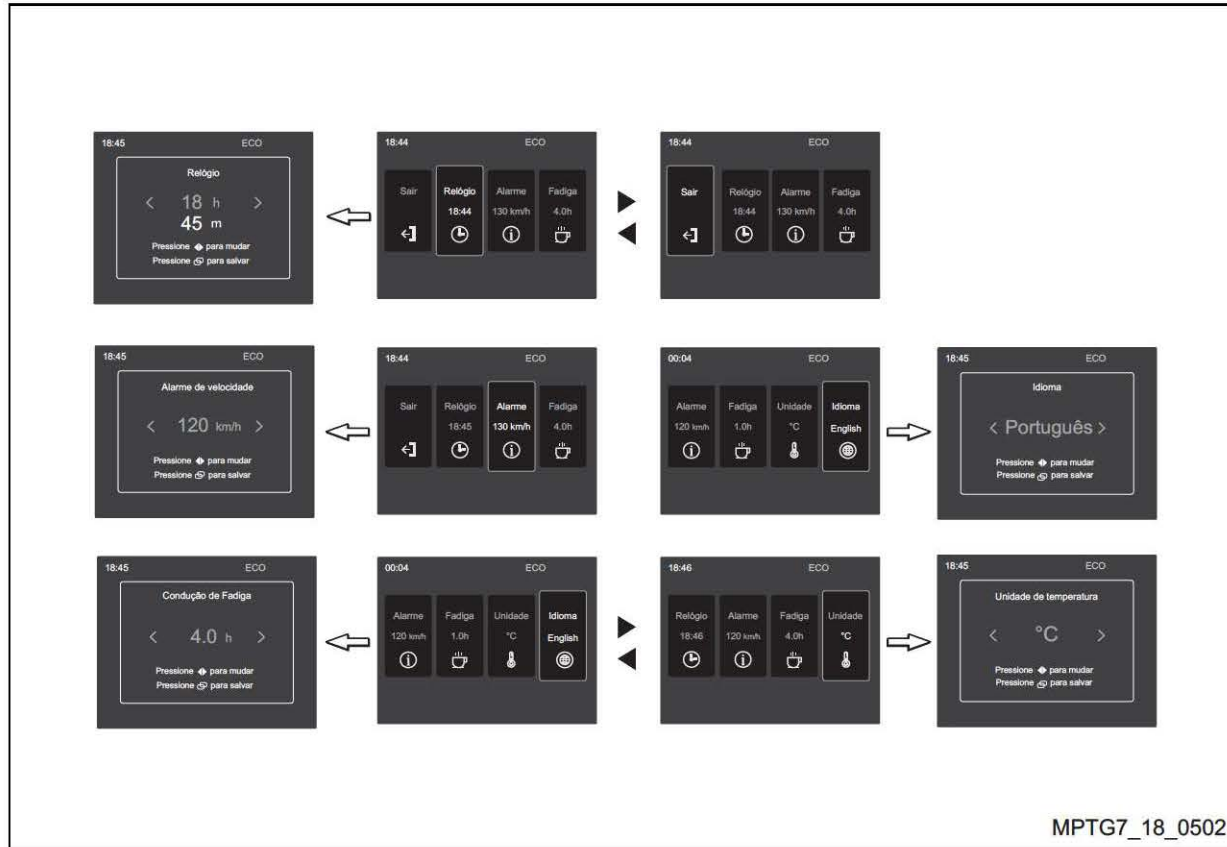 18:45 ECO
Relógio
18 h
45 m
Pressione para mudar
Pressione para salvar
18:44 ECO
Sair Relógio Alarme Fadiga
18:44 130 km/h 4.0h
18:44 ECO
Sair Relógio Alarme Fadiga
18:44 130 km/h 4.0h
18:45 ECO
Alarme de velocidade
120 km/h
Pressione para mudar
Pressione para salvar
18:44 ECO
Sair Relógio Alarme Fadiga
18:45 130 km/h 4.0h
00:04 ECO
Alarme Fadiga Unidade Idioma
120 km/h 1.0h °C English
18:45 ECO
Idioma
< Português >
Pressione para mudar
Pressione para salvar
18:45 ECO
Condução de Fadiga
4.0 h
Pressione para mudar
Pressione para salvar
00:04 ECO
Alarme Fadiga Unidade Idioma
120 km/h 1.0h °C English
18:46 ECO
Relógio Alarme Fadiga Unidade
18:46 120 km/h 4.0h °C
18:45 ECO
Unidade de temperatura
°C
Pressione para mudar
Pressione para salvar
MPTG7_18_0502